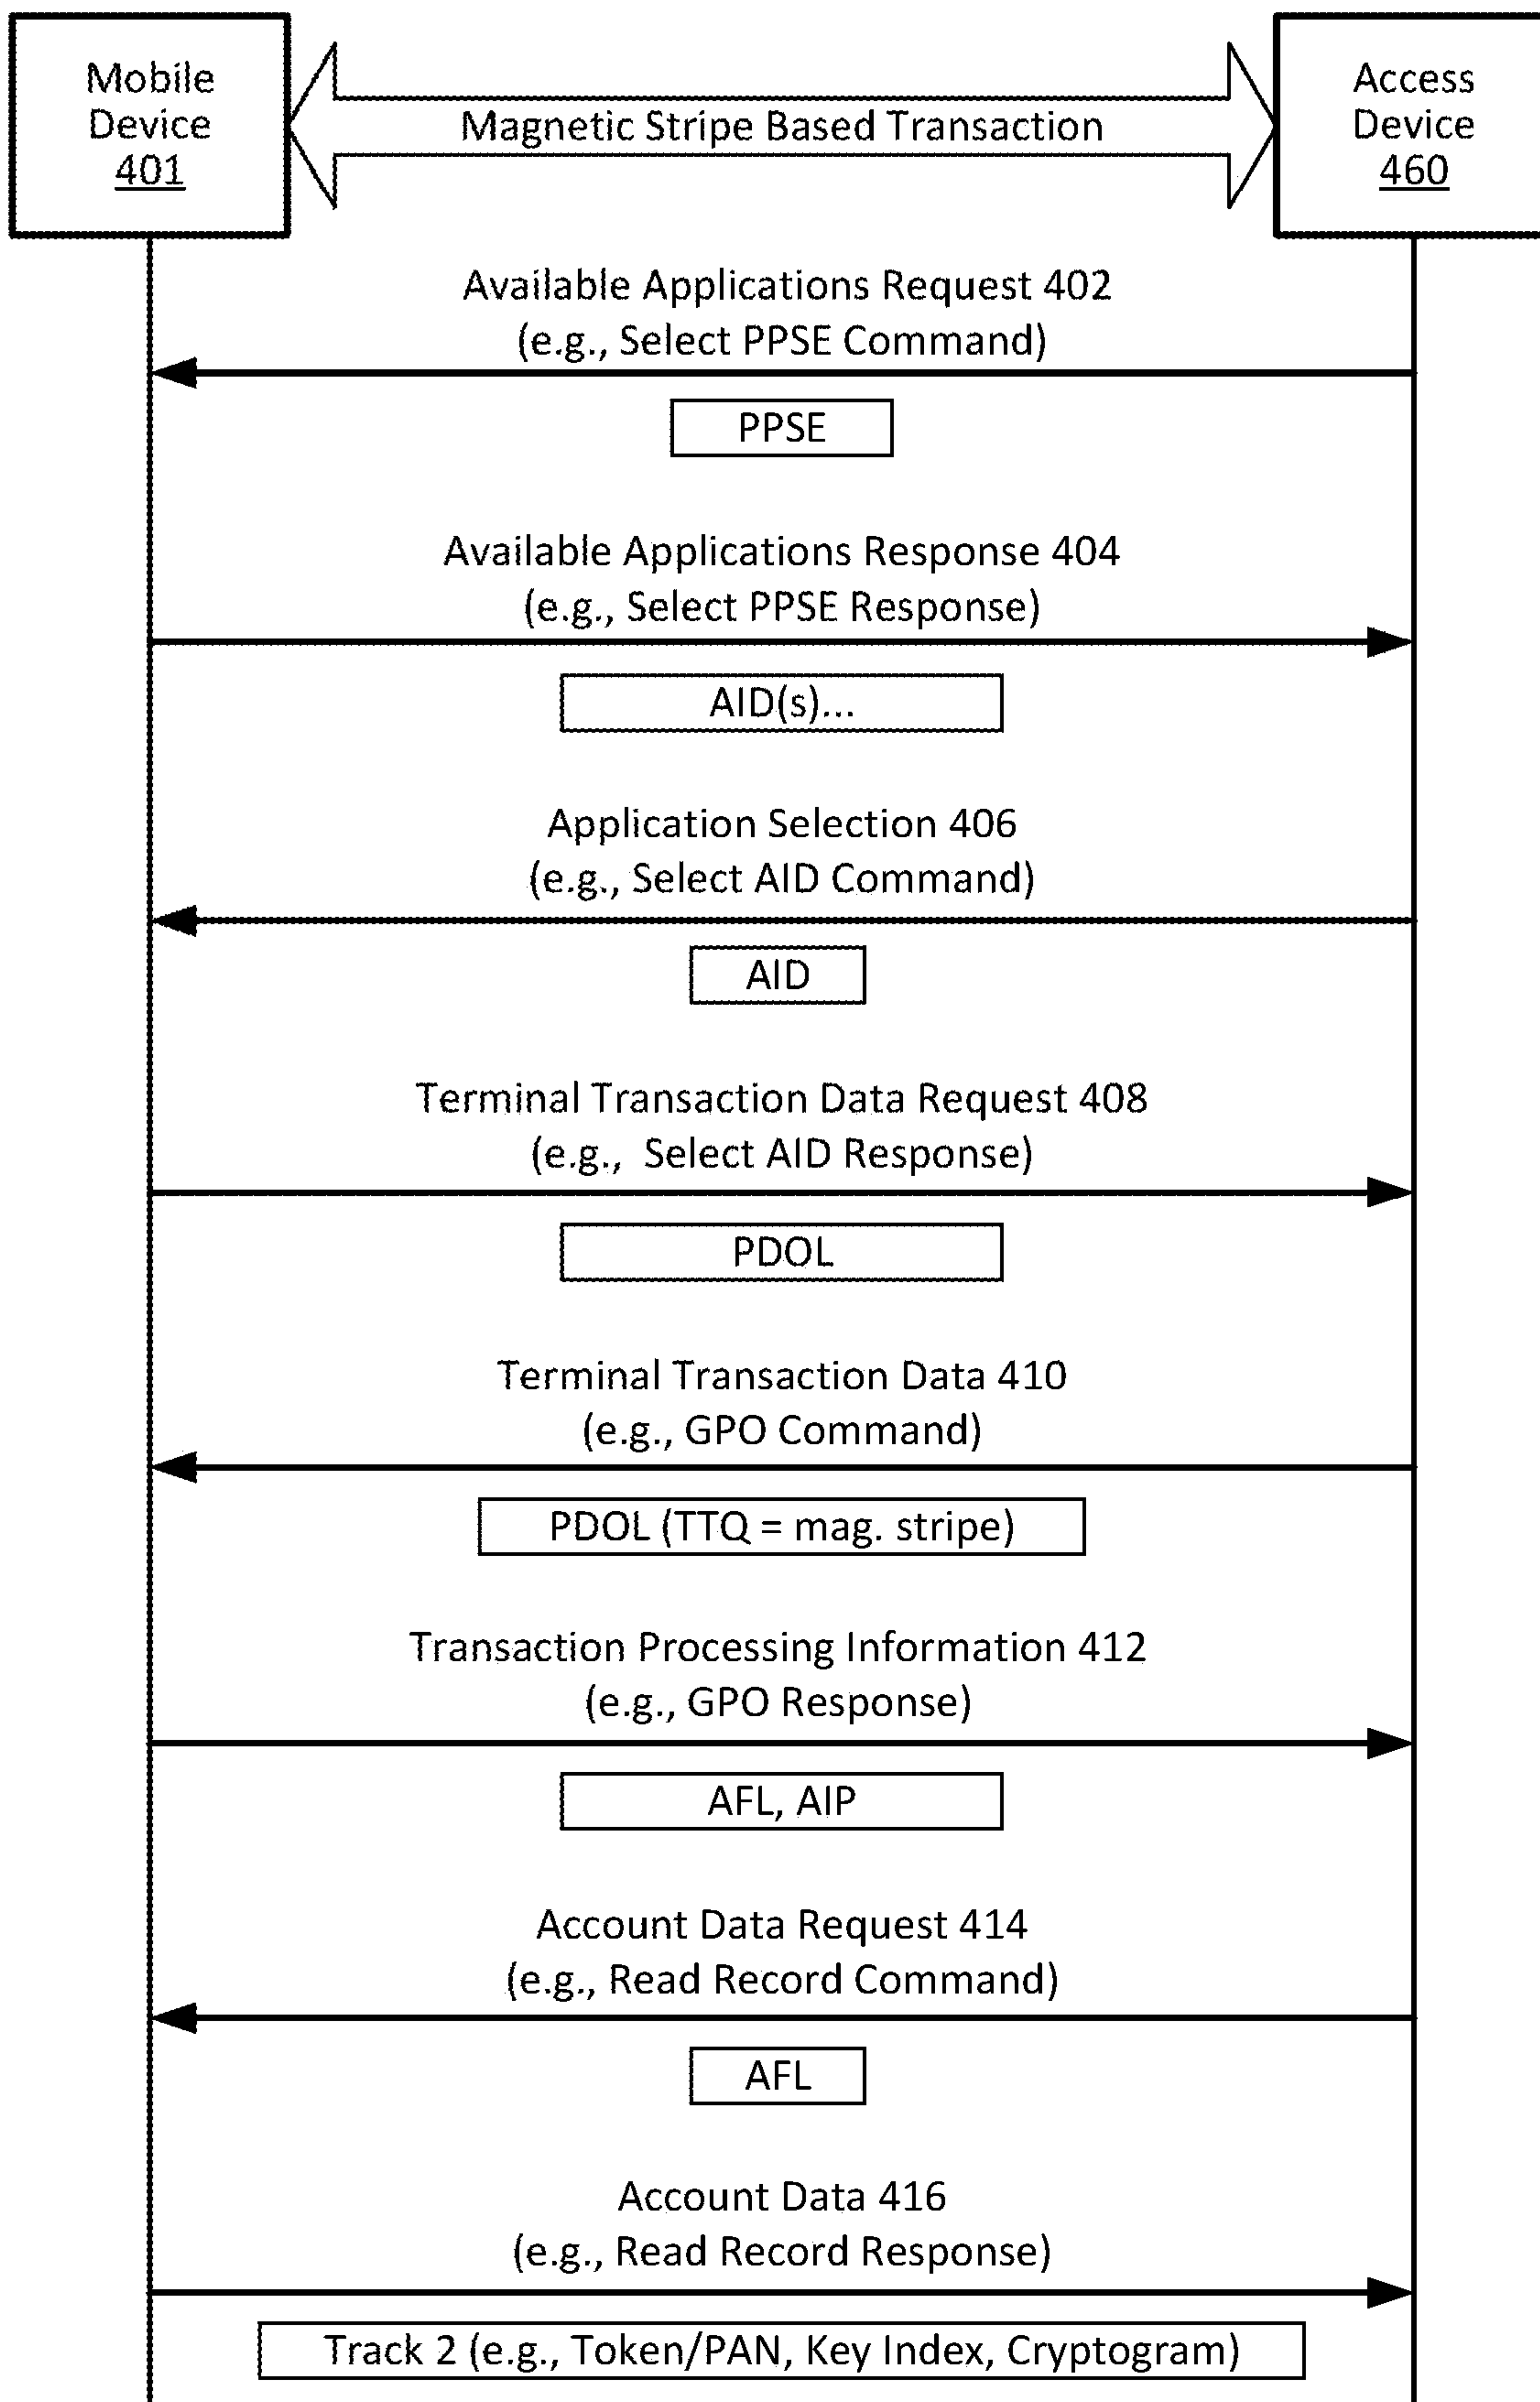 Mobile
Device
401
Magnetic Stripe Based Transaction
Access
Device
460
Available Applications Request 402
(e.g., Select PPSE Command)
PPSE
Available Applications Response 404
(e.g., Select PPSE Response)
AID(s)...
Application Selection 406
(e.g., Select AID Command)
AID
Terminal Transaction Data Request 408
(e.g., Select AID Response)
PDOL
Terminal Transaction Data 410
(e.g., GPO Command)
PDOL (TTQ = mag. stripe)
Transaction Processing Information 412
(e.g., GPO Response)
AFL, AIP
Account Data Request 414
(e.g., Read Record Command)
AFL
Account Data 416
(e.g., Read Record Response)
Track 2 (e.g., Token/PAN, Key Index, Cryptogram)